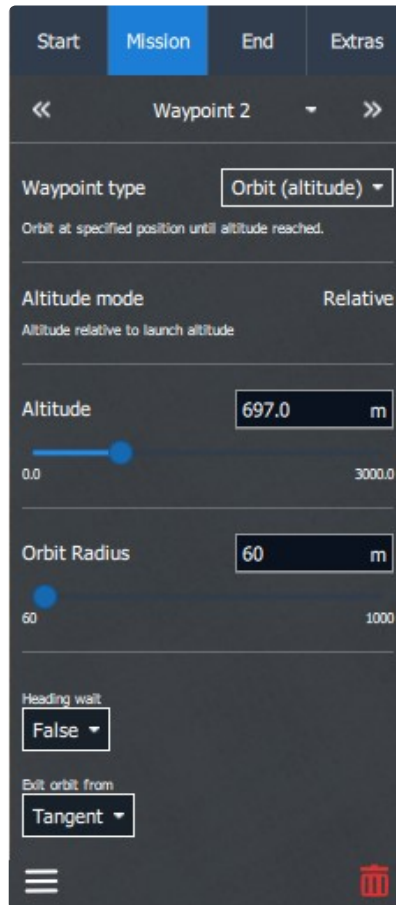 Start Mission End Extras
Waypoint 2
Waypoint type Orbit (altitude)
Orbit at specified position until altitude reached.
Altitude mode Relative
Altitude relative to launch altitude
Altitude 697.0 m
0.0 3000.0
Orbit Radius 60 m
60 1000
Heading wait
False
Exit orbit from
Tangent